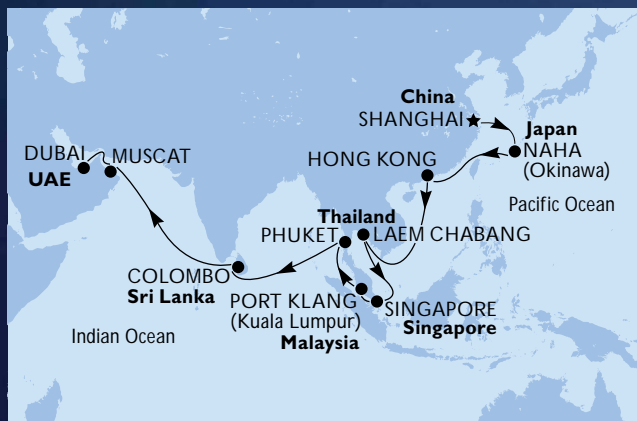 China
SHANGHAI
Japan
NAHA
(Okinawa)
HONG KONG
Pacific Ocean
DUBAI
MUSCAT
UAE
Thailand
LAEM CHABANG
PHUKET
COLOMBO
Sri Lanka
PORT KLANG
(Kuala Lumpur)
Malaysia
SINGAPORE
Singapore
Indian Ocean